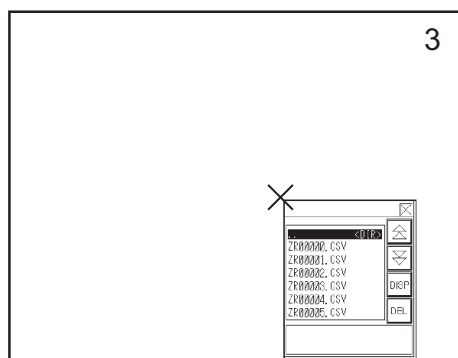 3
.. <DIR>
ZR00000.CSV
ZR00001.CSV
ZR00002.CSV
ZR00003.CSV
ZR00004.CSV
ZR00005.CSV
DISP
DEL